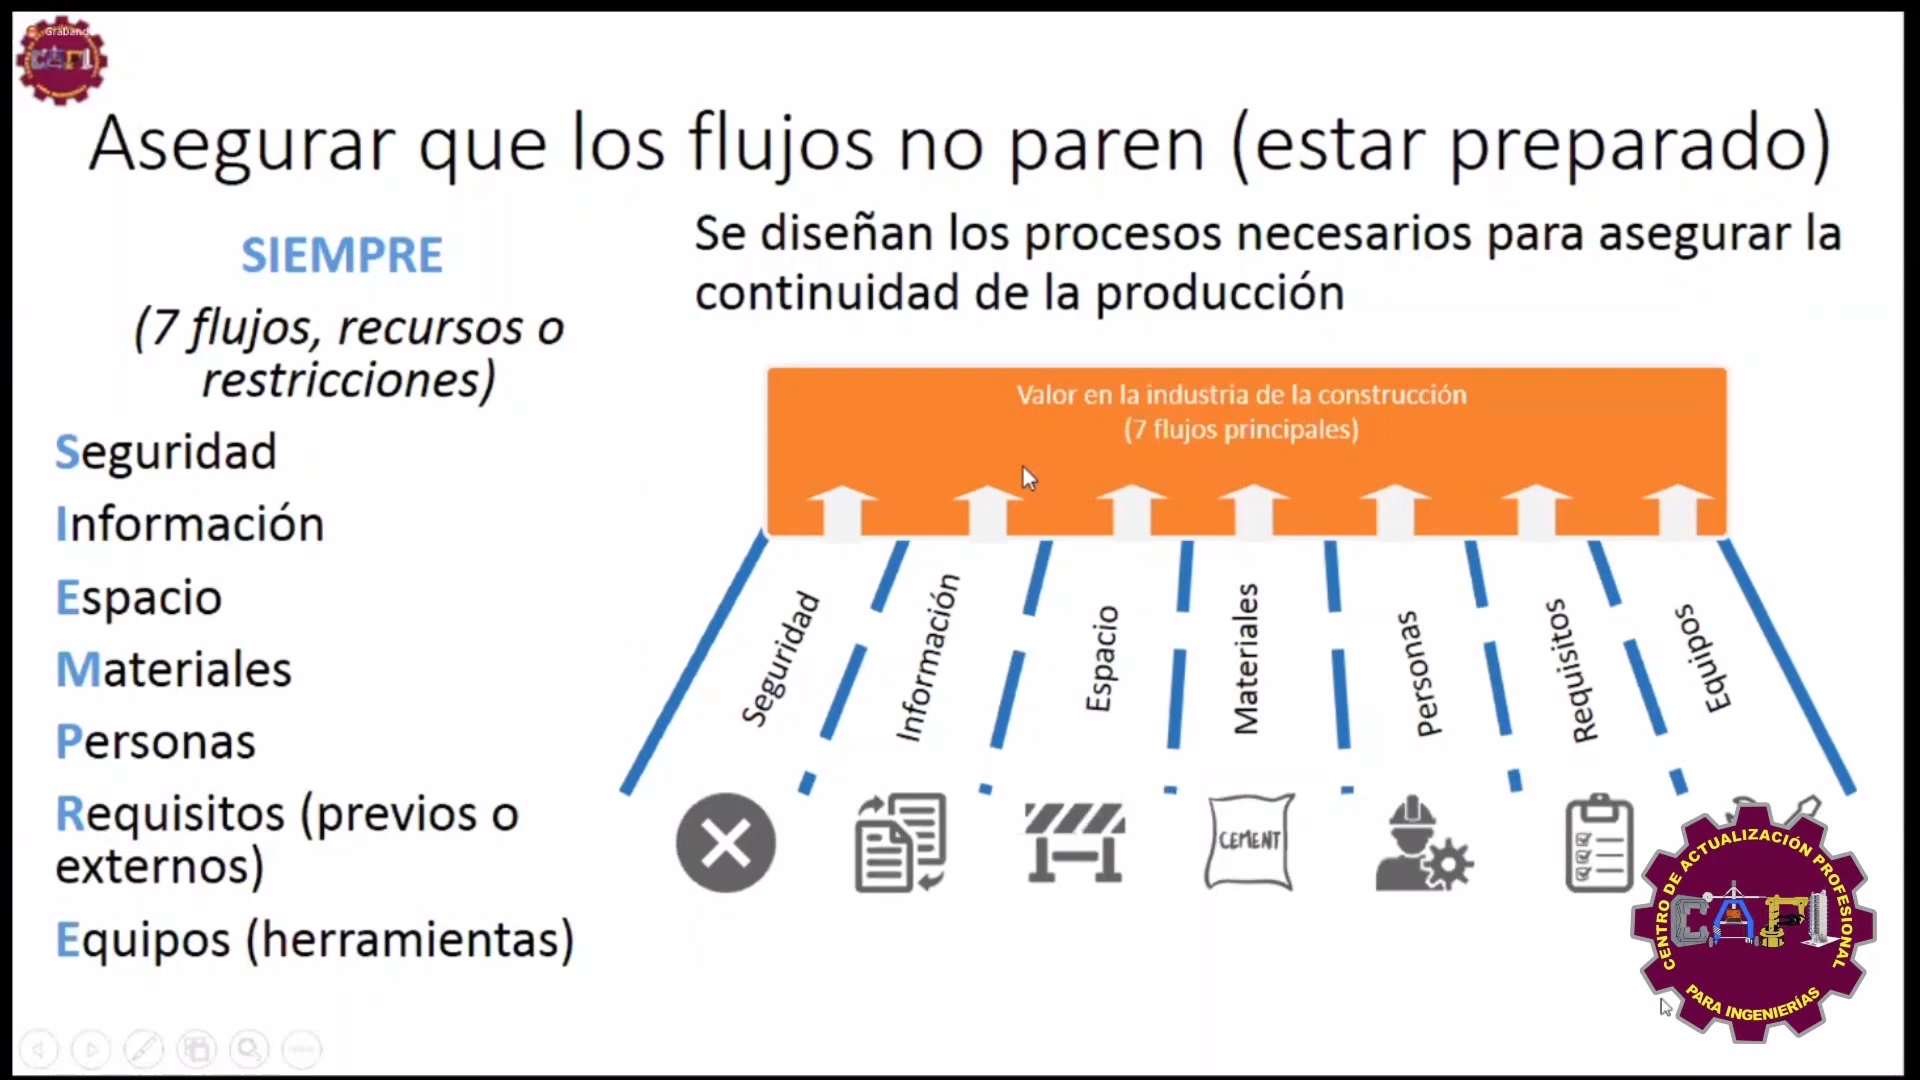 Grabando
CAPI
Asegurar que los flujos no paren (estar preparado)
SIEMPRE
(7 flujos, recursos o
restricciones)
Seguridad
Información
Espacio
Materiales
Personas
Requisitos (previos o
externos)
Equipos (herramientas)
Se diseñan los procesos necesarios para asegurar la
continuidad de la producción
Valor en la industria de la construcción
(7 flujos principales)
Seguridad
Información
Espacio
Materiales
Personas
Requisitos
Equipos
CEMENT
CENTRO DE ACTUALIZACIÓN PROFESIONAL
CAPI
PARA INGENIERÍAS